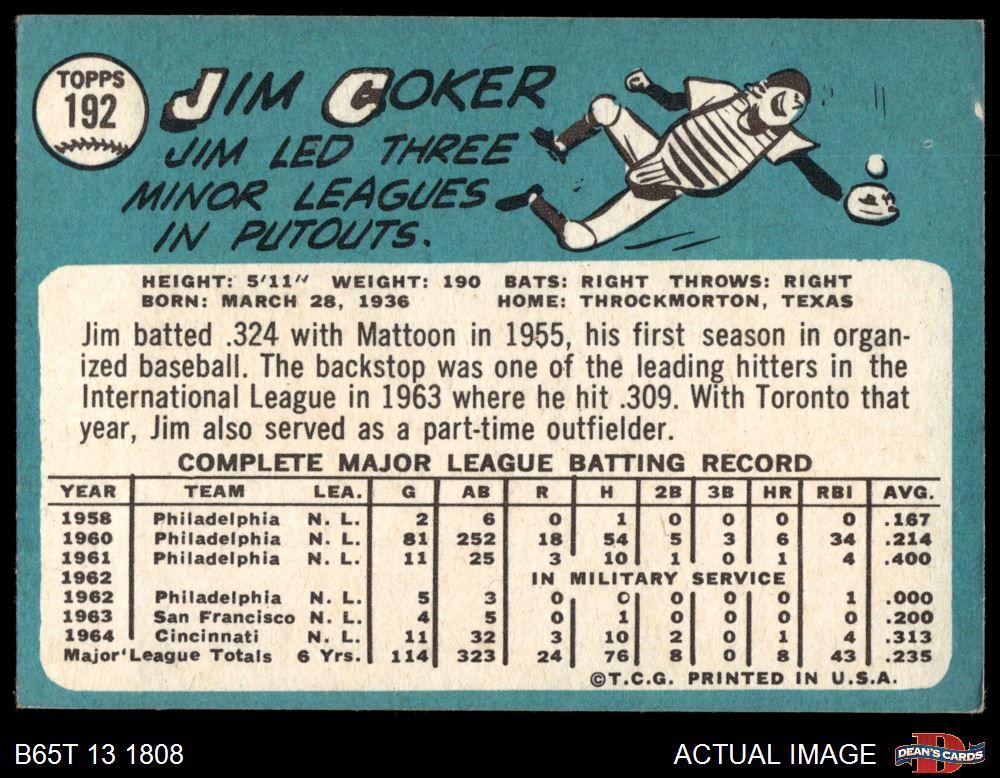 TOPPS
192
JIM COKER
JIM LED THREE
MINOR LEAGUES
IN PUTOUTS.
HEIGHT: 5'11" WEIGHT: 190 BATS: RIGHT THROWS: RIGHT
BORN: MARCH 28, 1936 HOME: THROCKMORTON, TEXAS
Jim batted .324 with Mattoon in 1955, his first season in organ-
ized baseball. The backstop was one of the leading hitters in the
International League in 1963 where he hit .309. With Toronto that
year, Jim also served as a part-time outfielder.
COMPLETE MAJOR LEAGUE BATTING RECORD
YEAR TEAM LEA. G AB R H 2B 3B HR RBI AVG.
1958 Philadelphia N. L. 2 6 0 1 0 0 0 0 .167
1960 Philadelphia N. L. 81 252 18 54 5 3 6 34 .214
1961 Philadelphia N. L. 11 25 3 10 1 0 1 4 .400
1962 IN MILITARY SERVICE
1962 Philadelphia N. L. 5 3 0 0 0 0 0 1 .000
1963 San Francisco N. L. 4 5 0 1 0 0 0 0 .200
1964 Cincinnati N. L. 11 32 3 10 2 0 1 4 .313
Major League Totals 6 Yrs. 114 323 24 76 8 0 8 43 .235
©T.C.G. PRINTED IN U.S.A.
B65T 13 1808 ACTUAL IMAGE DEAN'S CARDS